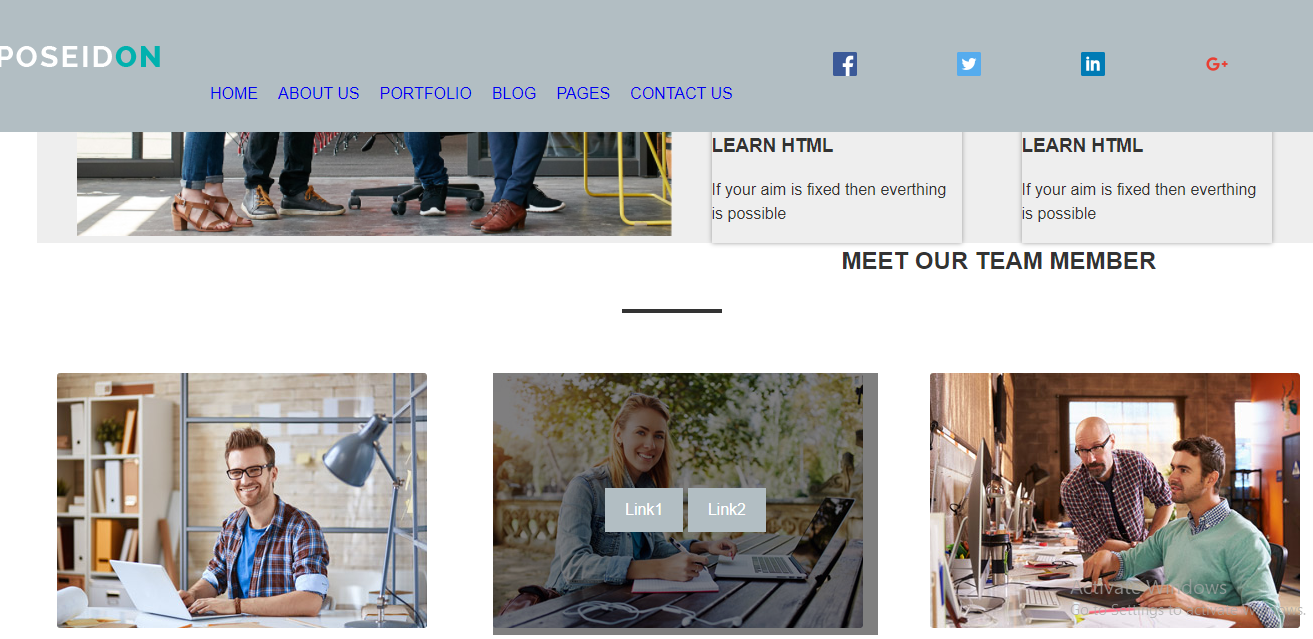 POSEIDON
HOME ABOUT US PORTFOLIO BLOG PAGES CONTACT US
f
in
G+
LEARN HTML
If your aim is fixed then everthing
is possible
LEARN HTML
If your aim is fixed then everthing
is possible
MEET OUR TEAM MEMBER
Link1 Link2
Activate Windows
Go to Settings to activate Windows.